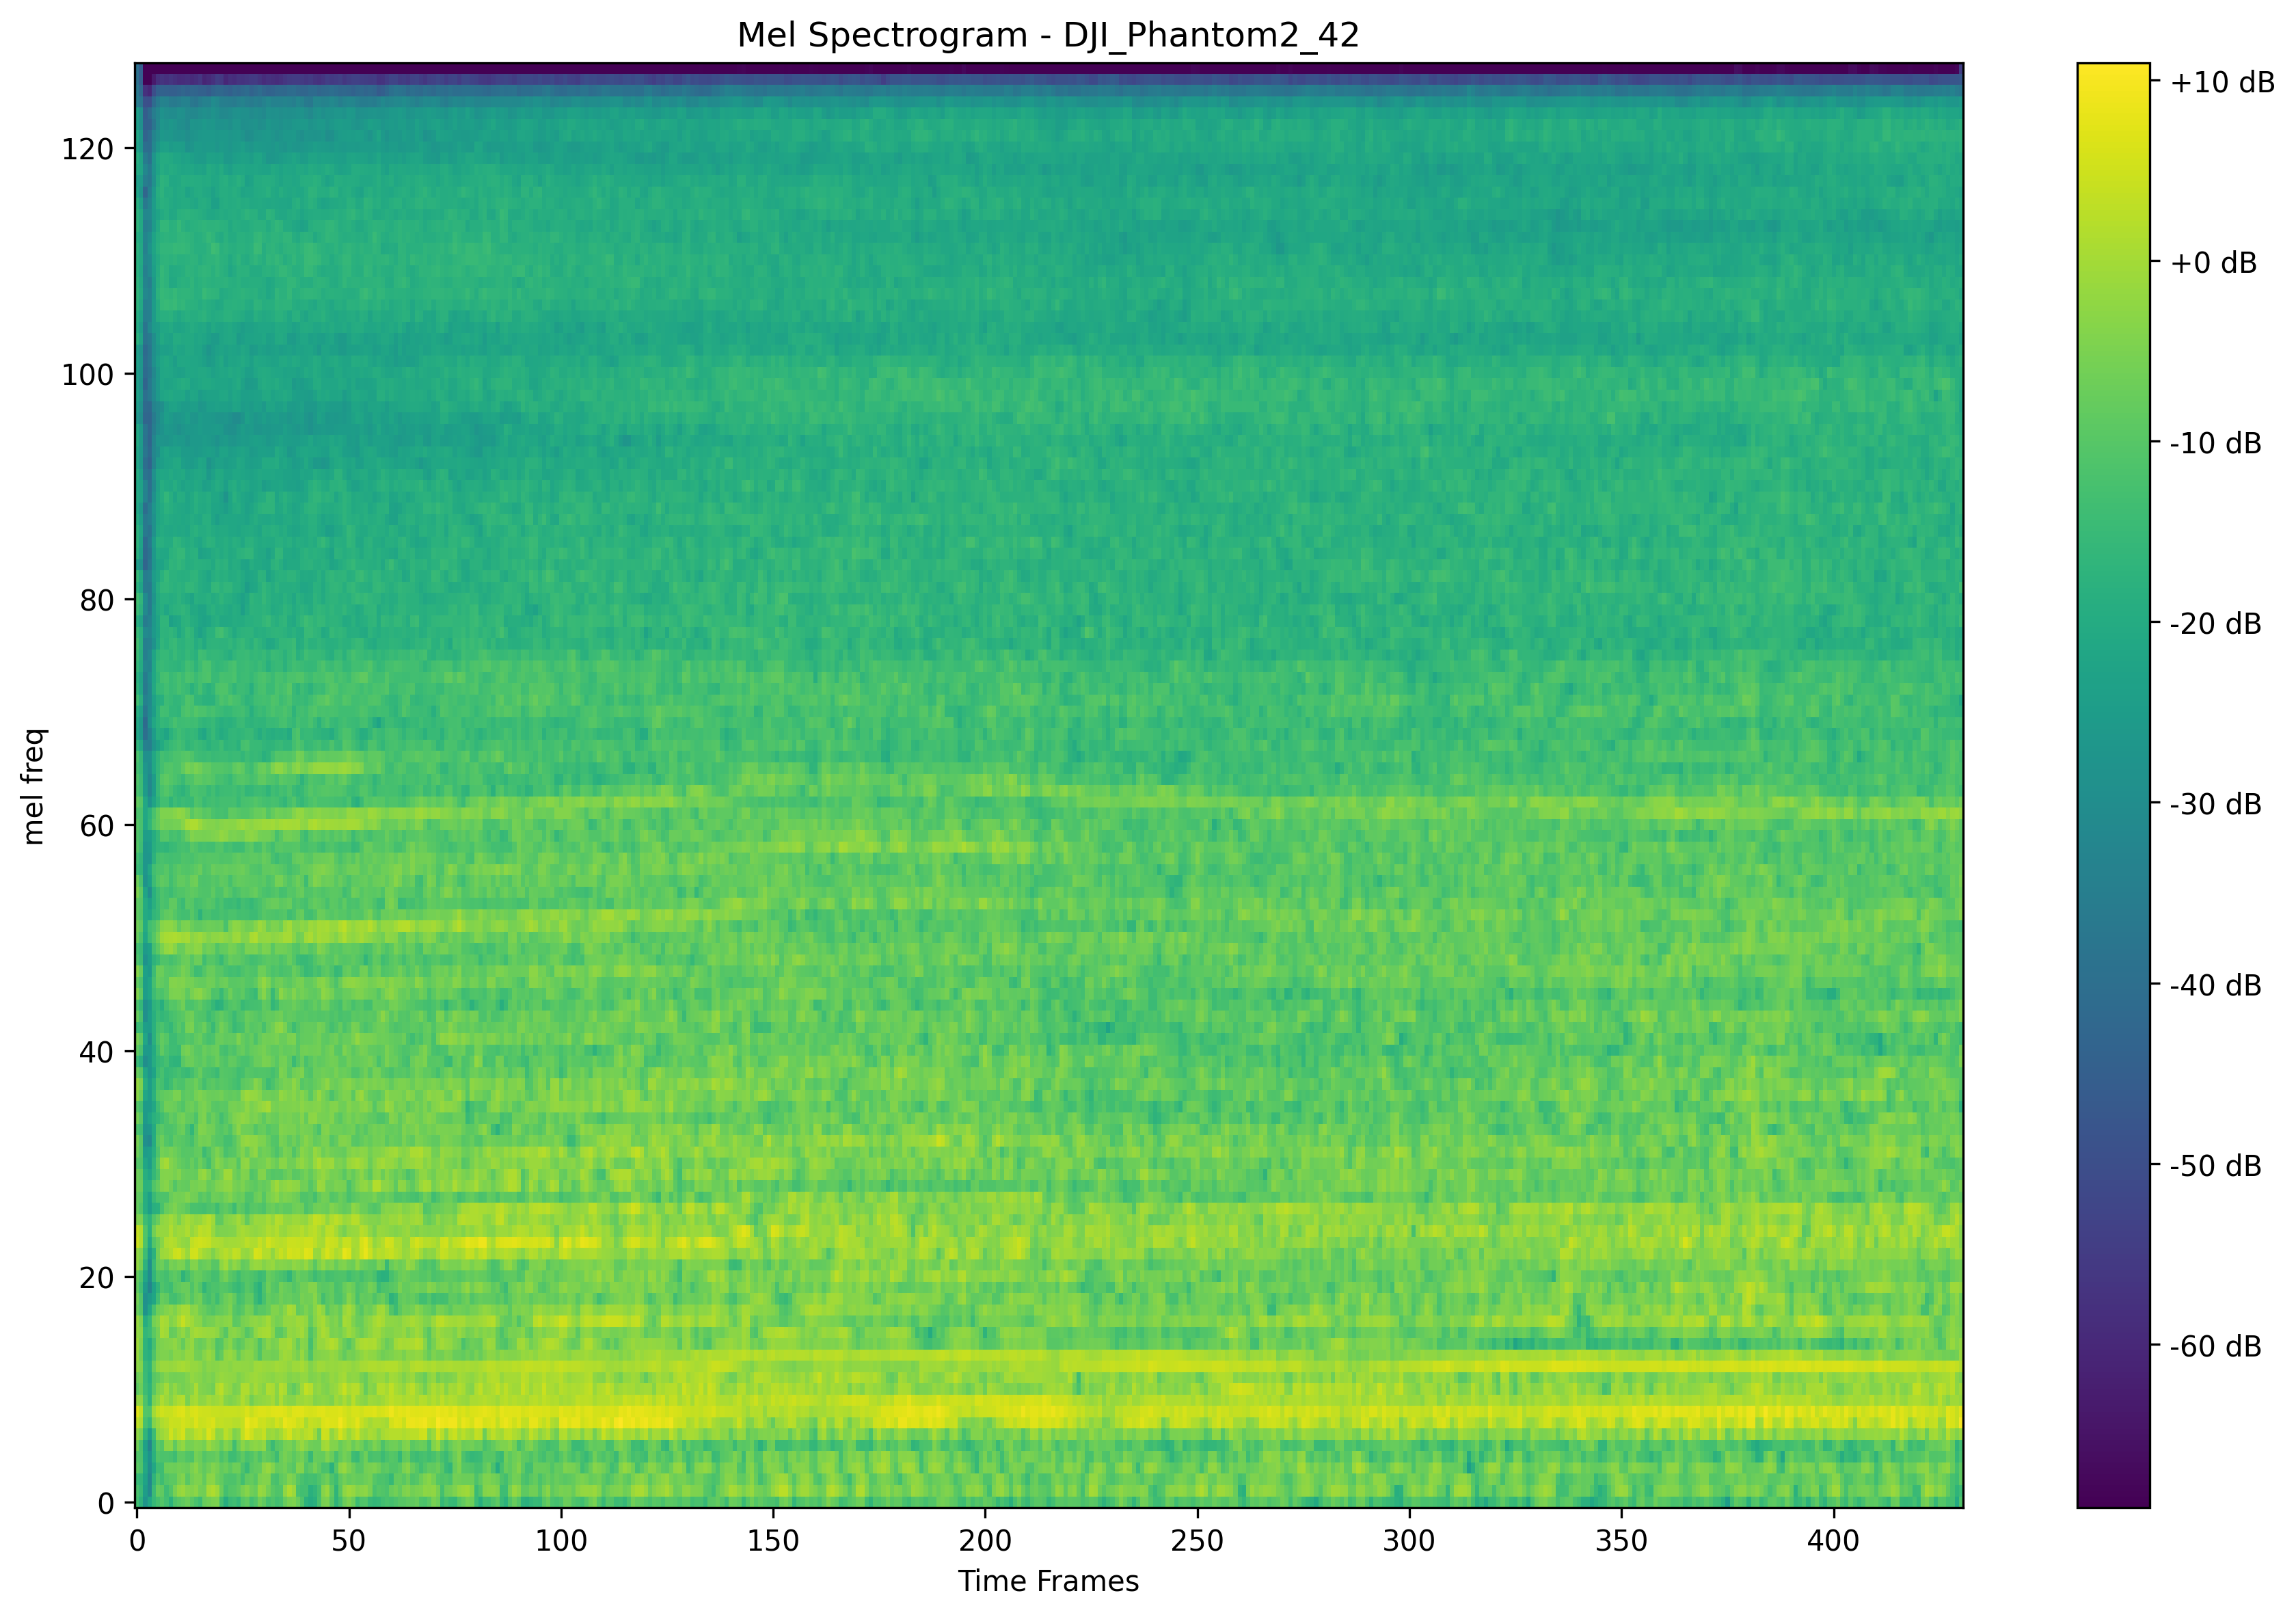 Mel Spectrogram - DJI_Phantom2_42
mel freq
120
100
80
60
40
20
0
0 50 100 150 200 250 300 350 400
Time Frames
+10 dB
+0 dB
-10 dB
-20 dB
-30 dB
-40 dB
-50 dB
-60 dB